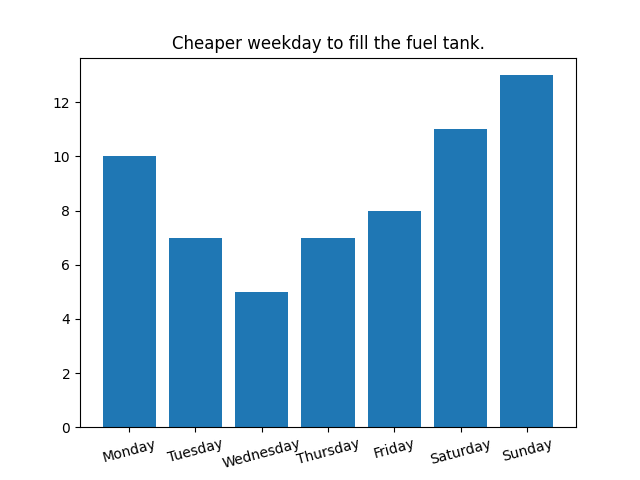 Cheaper weekday to fill the fuel tank.
12
10
8
6
4
2
0
Monday
Tuesday
Wednesday
Thursday
Friday
Saturday
Sunday